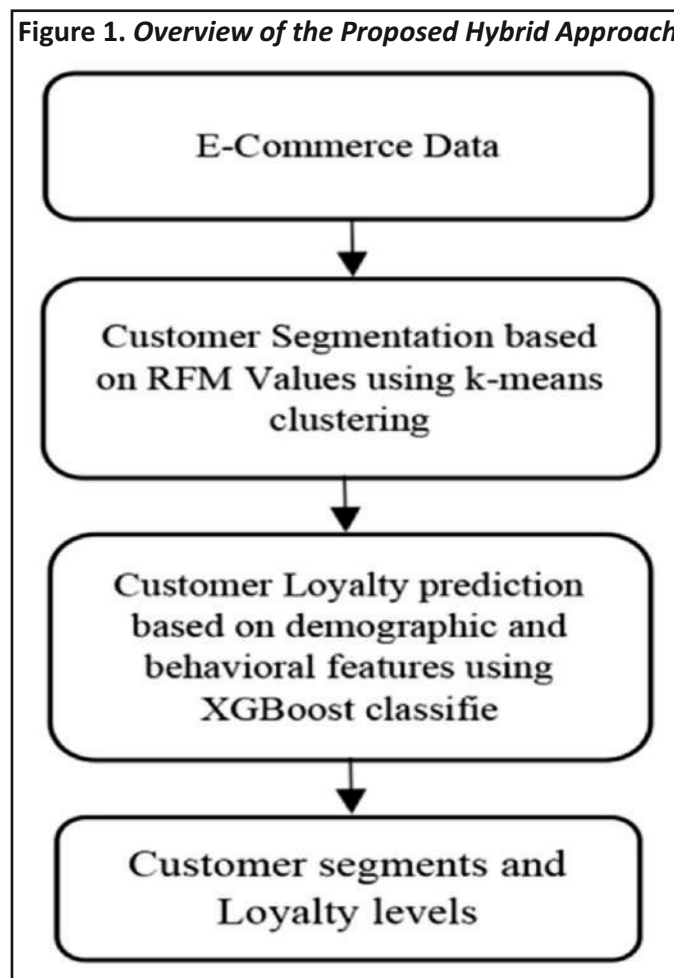 Figure 1. Overview of the Proposed Hybrid Approach
E-Commerce Data
Customer Segmentation based
on RFM Values using k-means
clustering
Customer Loyalty prediction
based on demographic and
behavioral features using
XGBoost classifie
Customer segments and
Loyalty levels